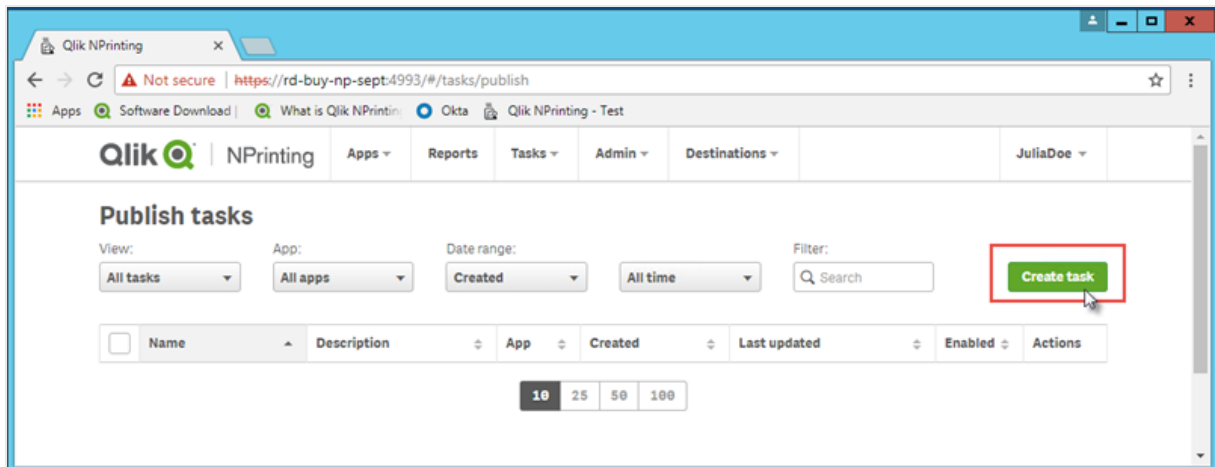 Qlik NPrinting
Not secure | https://rd-buy-np-sept:4993/#/tasks/publish
Apps Software Download | What is Qlik NPrintin Okta Qlik NPrinting - Test
Qlik NPrinting Apps Reports Tasks Admin Destinations JuliaDoe
Publish tasks
View: App: Date range: Filter:
All tasks All apps Created All time Search Create task
Name Description App Created Last updated Enabled Actions
10 25 50 100